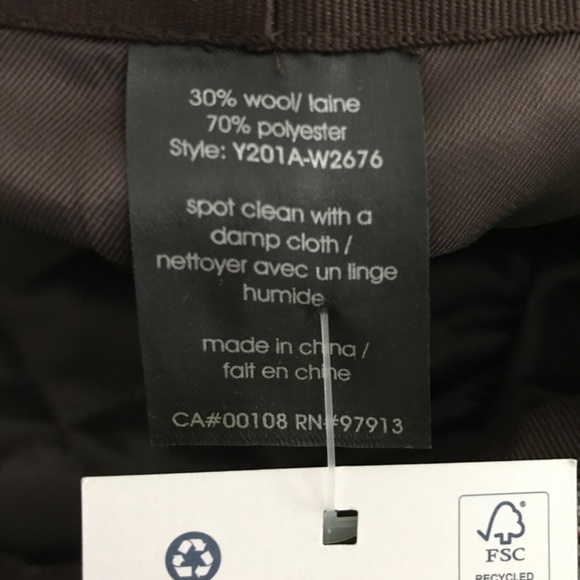 30% wool/ laine
70% polyester
Style: Y201A-W2676
spot clean with a
damp cloth /
nettoyer avec un linge
humide
made in china /
fait en chine
CA#00108 RN#97913
FSC
RECYCLED